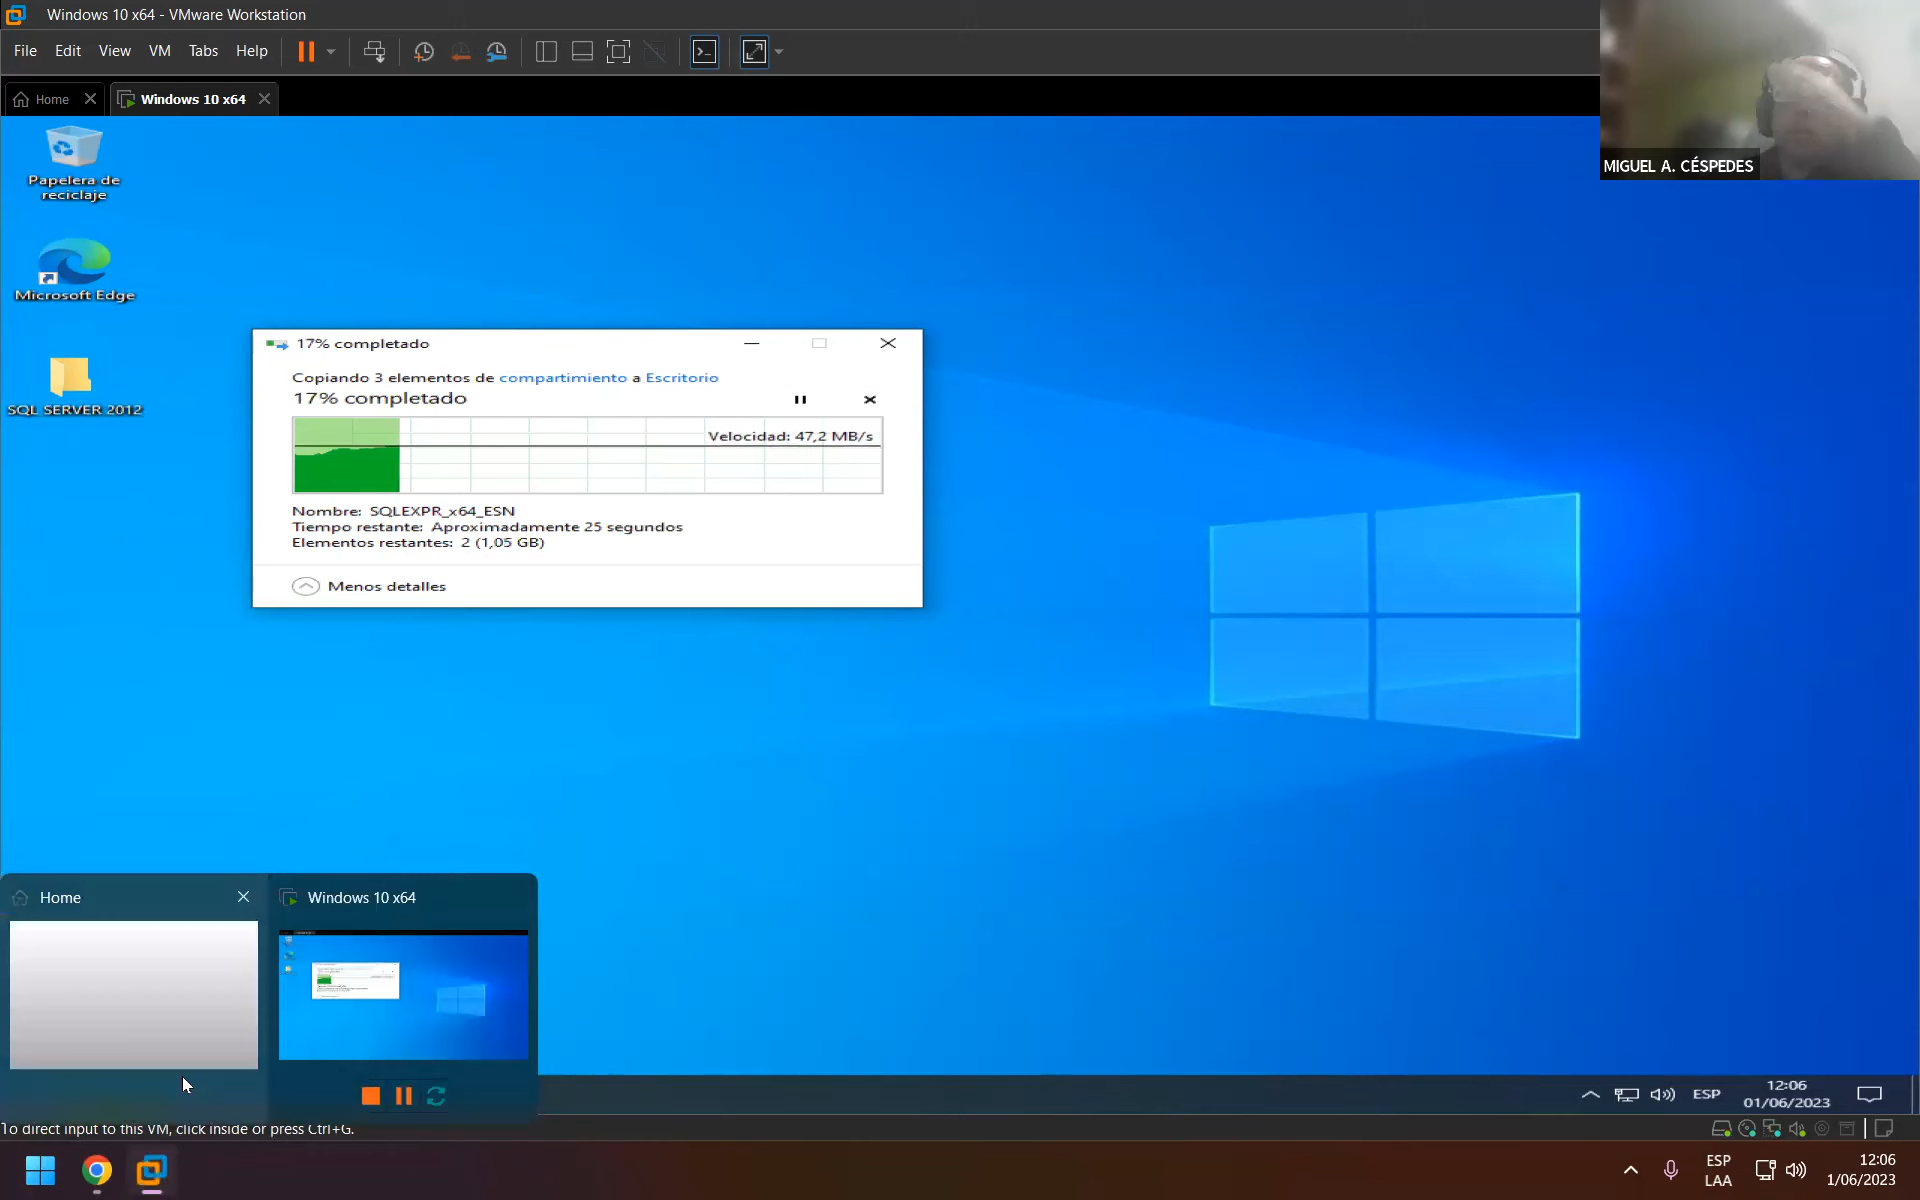 Windows 10 x64 - VMware Workstation
File Edit View VM Tabs Help
Home
Windows 10 x64
MIGUEL A. CÉSPEDES
Papelera de
reciclaje
Microsoft Edge
SQL SERVER 2012
17% completado
Copiando 3 elementos de compartimiento a Escritorio
17% completado
Velocidad: 47,2 MB/s
Nombre: SQLEXPR_x64_ESN
Tiempo restante: Aproximadamente 25 segundos
Elementos restantes: 2 (1,05 GB)
Menos detalles
Home
Windows 10 x64
ESP
12:06
01/06/2023
To direct input to this VM, click inside or press Ctrl+G.
ESP
LAA
12:06
1/06/2023